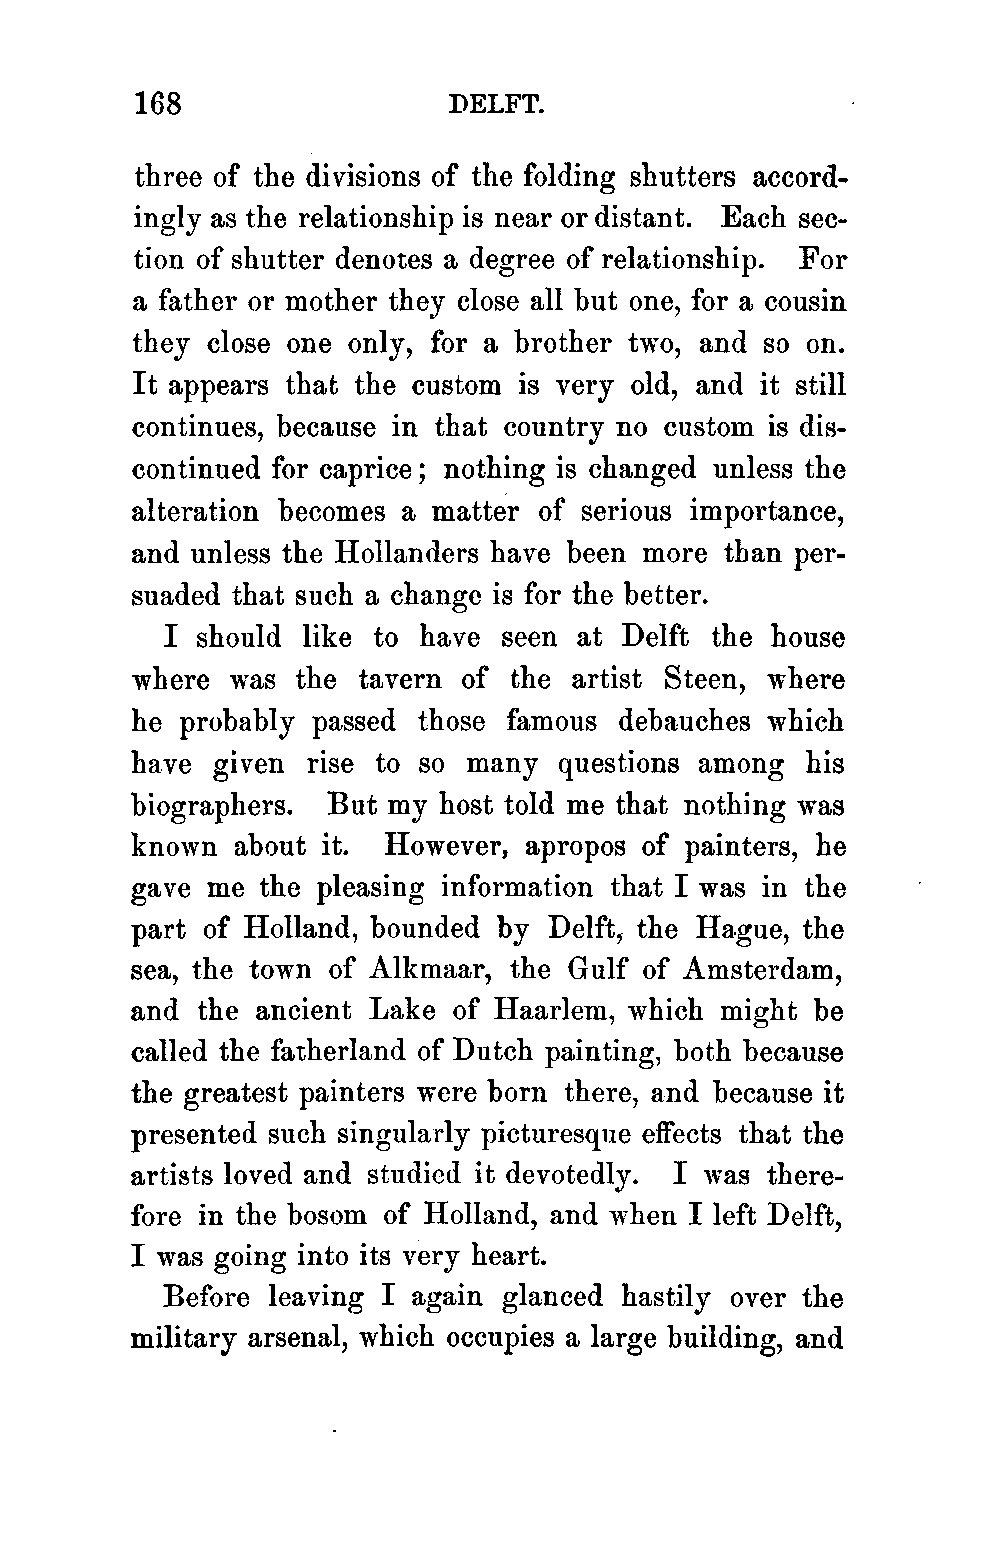 168 DELFT.
three of the divisions of the folding shutters accord-
ingly as the relationship is near or distant. Each sec-
tion of shutter denotes a degree of relationship. For
a father or mother they close all but one, for a cousin
they close one only, for a brother two, and so on.
It appears that the custom is very old, and it still
continues, because in that country no custom is dis-
continued for caprice; nothing is changed unless the
alteration becomes a matter of serious importance,
and unless the Hollanders have been more than per-
suaded that such a change is for the better.
I should like to have seen at Delft the house
where was the tavern of the artist Steen, where
he probably passed those famous debauches which
have given rise to so many questions among his
biographers. But my host told me that nothing was
known about it. However, apropos of painters, he
gave me the pleasing information that I was in the
part of Holland, bounded by Delft, the Hague, the
sea, the town of Alkmaar, the Gulf of Amsterdam,
and the ancient Lake of Haarlem, which might be
called the fatherland of Dutch painting, both because
the greatest painters were born there, and because it
presented such singularly picturesque effects that the
artists loved and studied it devotedly. I was there-
fore in the bosom of Holland, and when I left Delft,
I was going into its very heart.
Before leaving I again glanced hastily over the
military arsenal, which occupies a large building, and